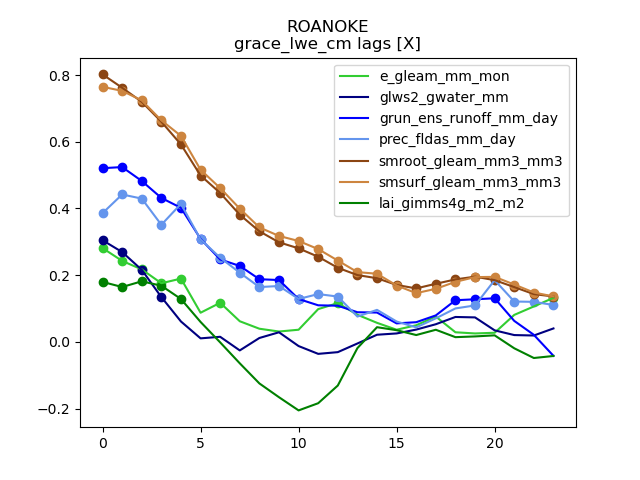 ROANOKE
grace_lwe_cm lags [X]
e_gleam_mm_mon
glws2_gwater_mm
grun_ens_runoff_mm_day
prec_fldas_mm_day
smroot_gleam_mm3_mm3
smsurf_gleam_mm3_mm3
lai_gimms4g_m2_m2
0.8
0.6
0.4
0.2
0.0
−0.2
0
5
10
15
20